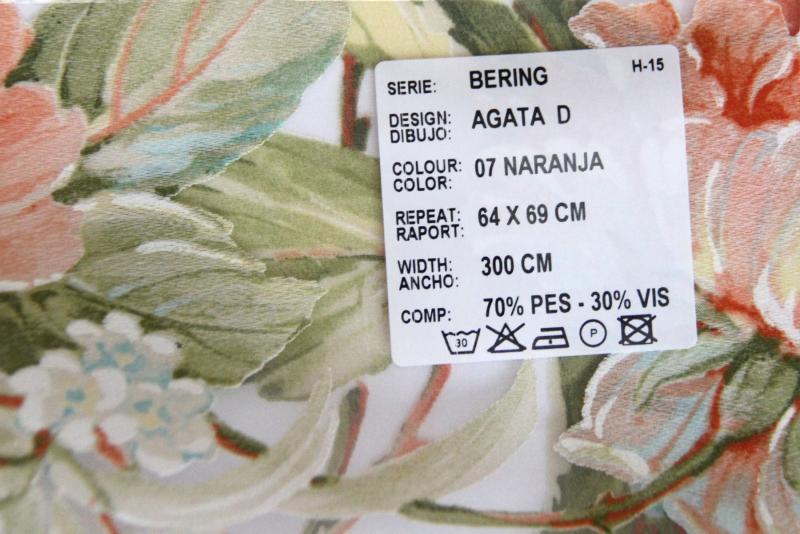 H-15
SERIE: BERING
DESIGN: AGATA D
DIBUJO:
COLOUR: 07 NARANJA
COLOR:
REPEAT: 64 X 69 CM
RAPORT:
WIDTH: 300 CM
ANCHO:
COMP: 70% PES - 30% VIS
30 P